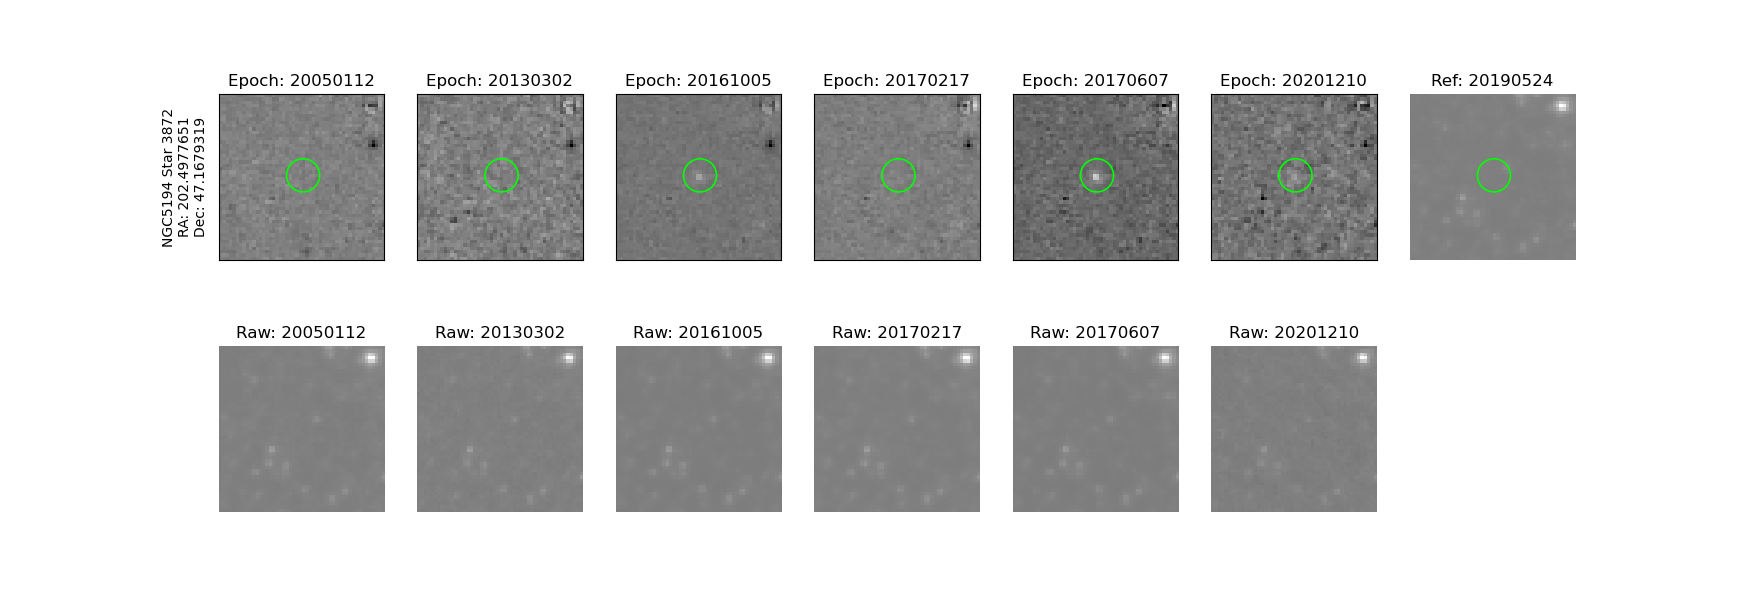 NGC5194 Star 3872
RA: 202.4977651
Dec: 47.1679319
Epoch: 20050112
Epoch: 20130302
Epoch: 20161005
Epoch: 20170217
Epoch: 20170607
Epoch: 20201210
Ref: 20190524
Raw: 20050112
Raw: 20130302
Raw: 20161005
Raw: 20170217
Raw: 20170607
Raw: 20201210